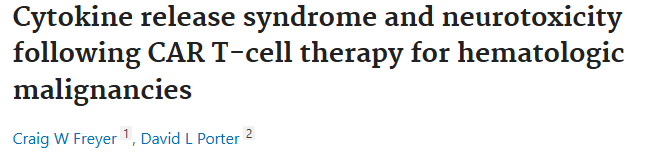 Cytokine release syndrome and neurotoxicity
following CAR T-cell therapy for hematologic
malignancies
Craig W Freyer 1, David L Porter 2